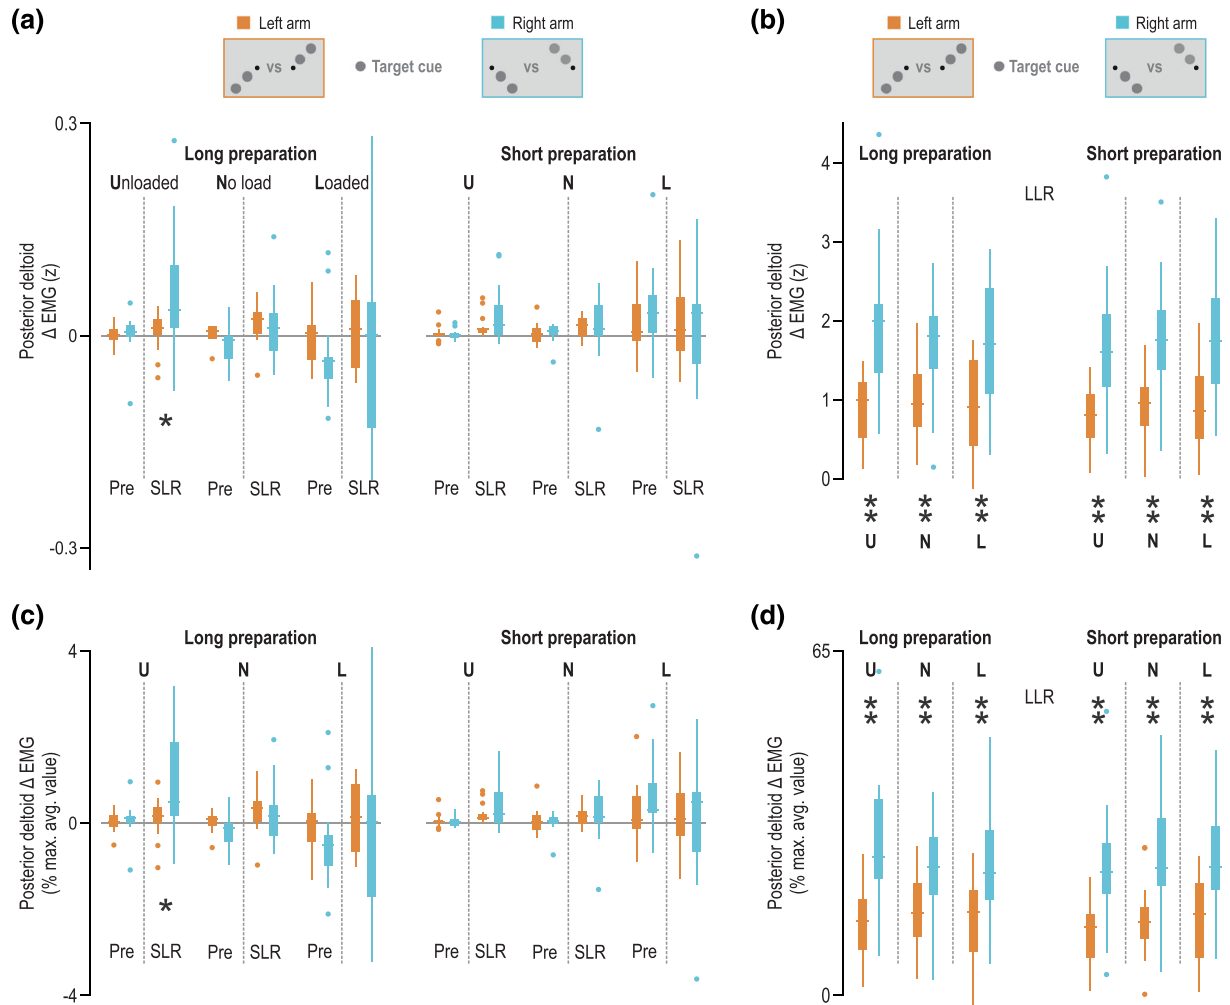 (a)
Left arm
Right arm
vs
Target cue
vs
0.3
Long preparation
Short preparation
Unloaded
No load
Loaded
U
N
L
Posterior deltoid
Δ EMG (z)
0
*
Pre
SLR
Pre
SLR
Pre
SLR
Pre
SLR
Pre
SLR
Pre
SLR
-0.3
(b)
Left arm
Right arm
vs
Target cue
vs
4
Long preparation
Short preparation
LLR
3
Posterior deltoid
Δ EMG (z)
2
1
0
* * * * * *
* * * * * *
U
N
L
U
N
L
(c)
Long preparation
Short preparation
4
U
N
L
U
N
L
Posterior deltoid Δ EMG
(% max. avg. value)
0
*
Pre
SLR
Pre
SLR
Pre
Pre
SLR
Pre
SLR
Pre
-4
(d)
Long preparation
Short preparation
65
U
N
L
U
N
L
LLR
* * * * * *
* * * * * *
Posterior deltoid Δ EMG
(% max. avg. value)
0